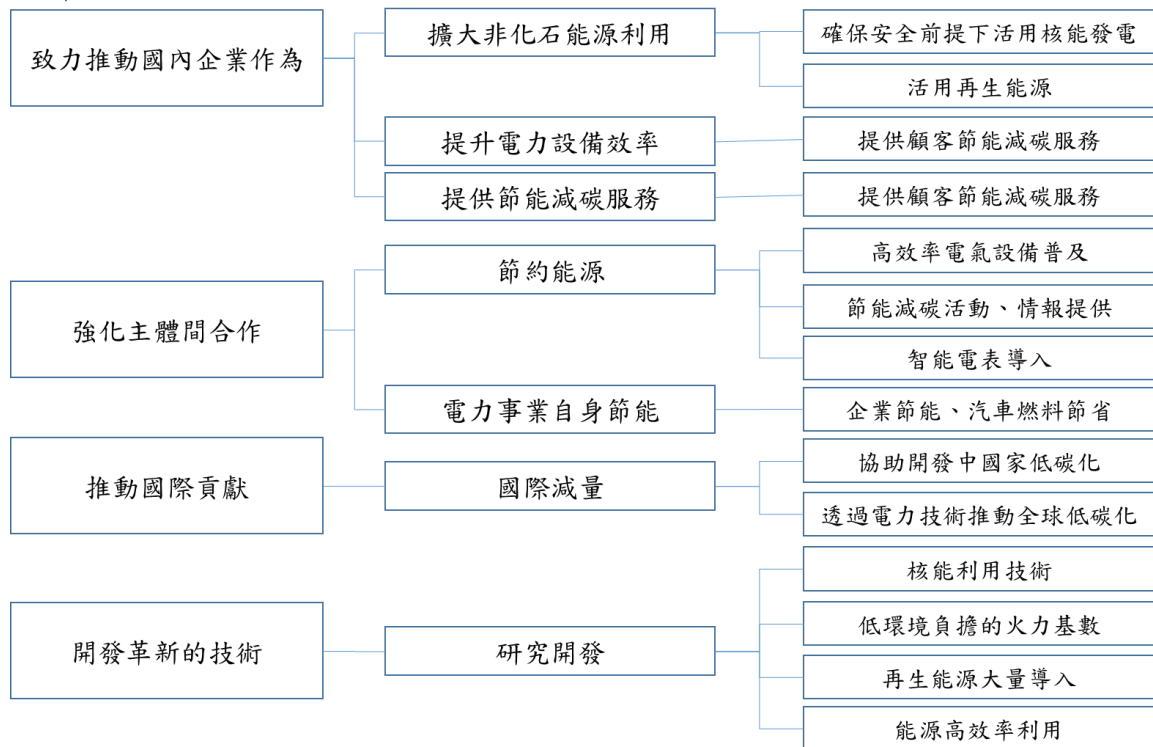 致力推動國內企業作為
擴大非化石能源利用
確保安全前提下活用核能發電
活用再生能源
提升電力設備效率
提供顧客節能減碳服務
提供節能減碳服務
提供顧客節能減碳服務
強化主體間合作
節約能源
高效率電氣設備普及
節能減碳活動、情報提供
智能電表導入
電力事業自身節能
企業節能、汽車燃料節省
推動國際貢獻
國際減量
協助開發中國家低碳化
透過電力技術推動全球低碳化
開發革新的技術
研究開發
核能利用技術
低環境負擔的火力基數
再生能源大量導入
能源高效率利用